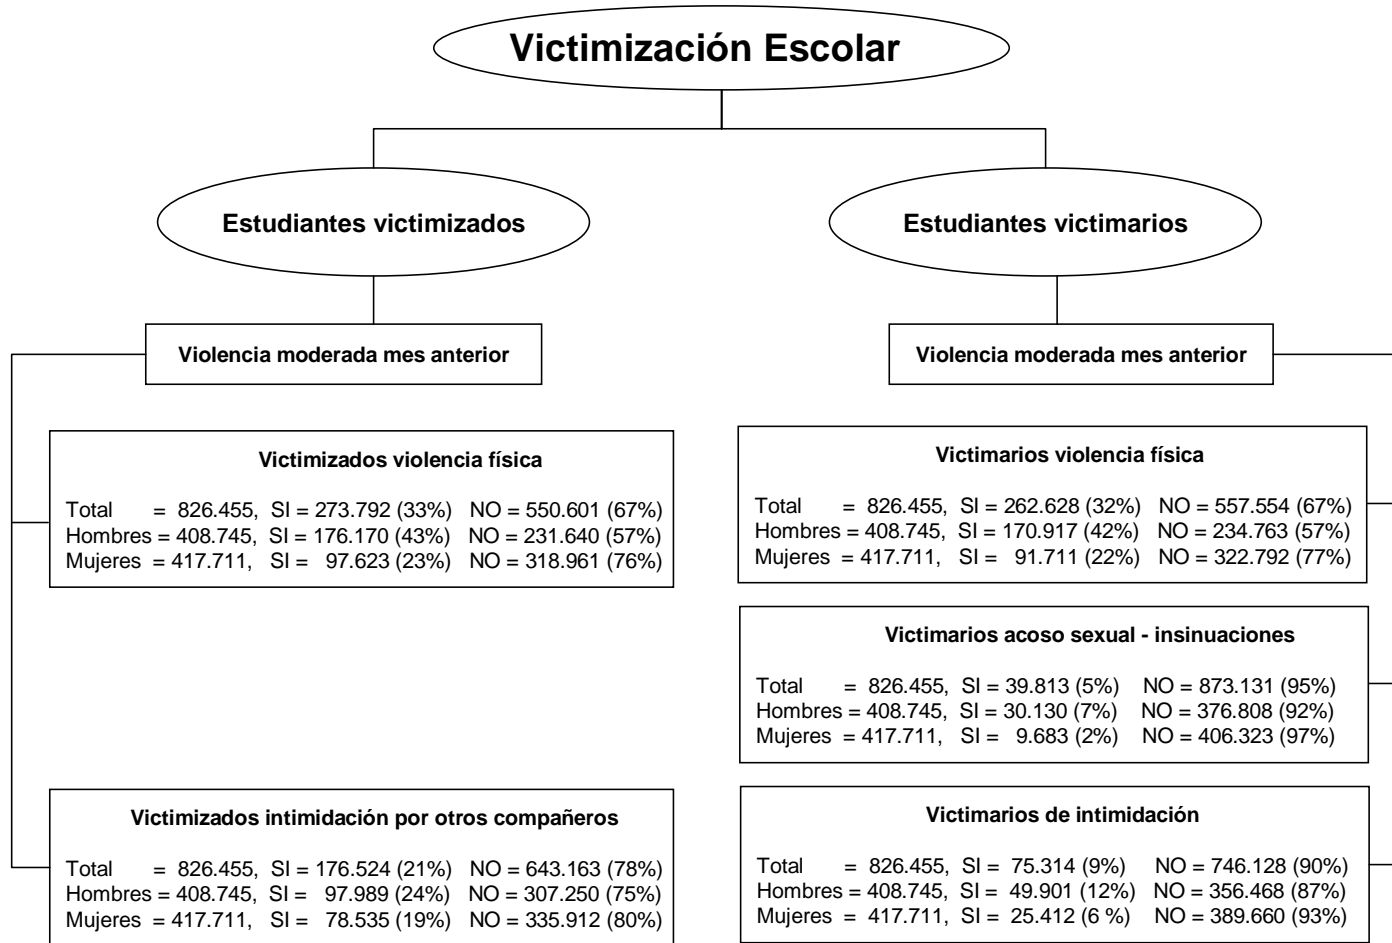 Victimización Escolar
Estudiantes victimizados
Estudiantes victimarios
Violencia moderada mes anterior
Violencia moderada mes anterior
Victimizados violencia física
Total = 826.455, SI = 273.792 (33%) NO = 550.601 (67%)
Hombres = 408.745, SI = 176.170 (43%) NO = 231.640 (57%)
Mujeres = 417.711, SI = 97.623 (23%) NO = 318.961 (76%)
Victimarios violencia física
Total = 826.455, SI = 262.628 (32%) NO = 557.554 (67%)
Hombres = 408.745, SI = 170.917 (42%) NO = 234.763 (57%)
Mujeres = 417.711, SI = 91.711 (22%) NO = 322.792 (77%)
Victimarios acoso sexual - insinuaciones
Total = 826.455, SI = 39.813 (5%) NO = 873.131 (95%)
Hombres = 408.745, SI = 30.130 (7%) NO = 376.808 (92%)
Mujeres = 417.711, SI = 9.683 (2%) NO = 406.323 (97%)
Victimizados intimidación por otros compañeros
Total = 826.455, SI = 176.524 (21%) NO = 643.163 (78%)
Hombres = 408.745, SI = 97.989 (24%) NO = 307.250 (75%)
Mujeres = 417.711, SI = 78.535 (19%) NO = 335.912 (80%)
Victimarios de intimidación
Total = 826.455, SI = 75.314 (9%) NO = 746.128 (90%)
Hombres = 408.745, SI = 49.901 (12%) NO = 356.468 (87%)
Mujeres = 417.711, SI = 25.412 (6 %) NO = 389.660 (93%)